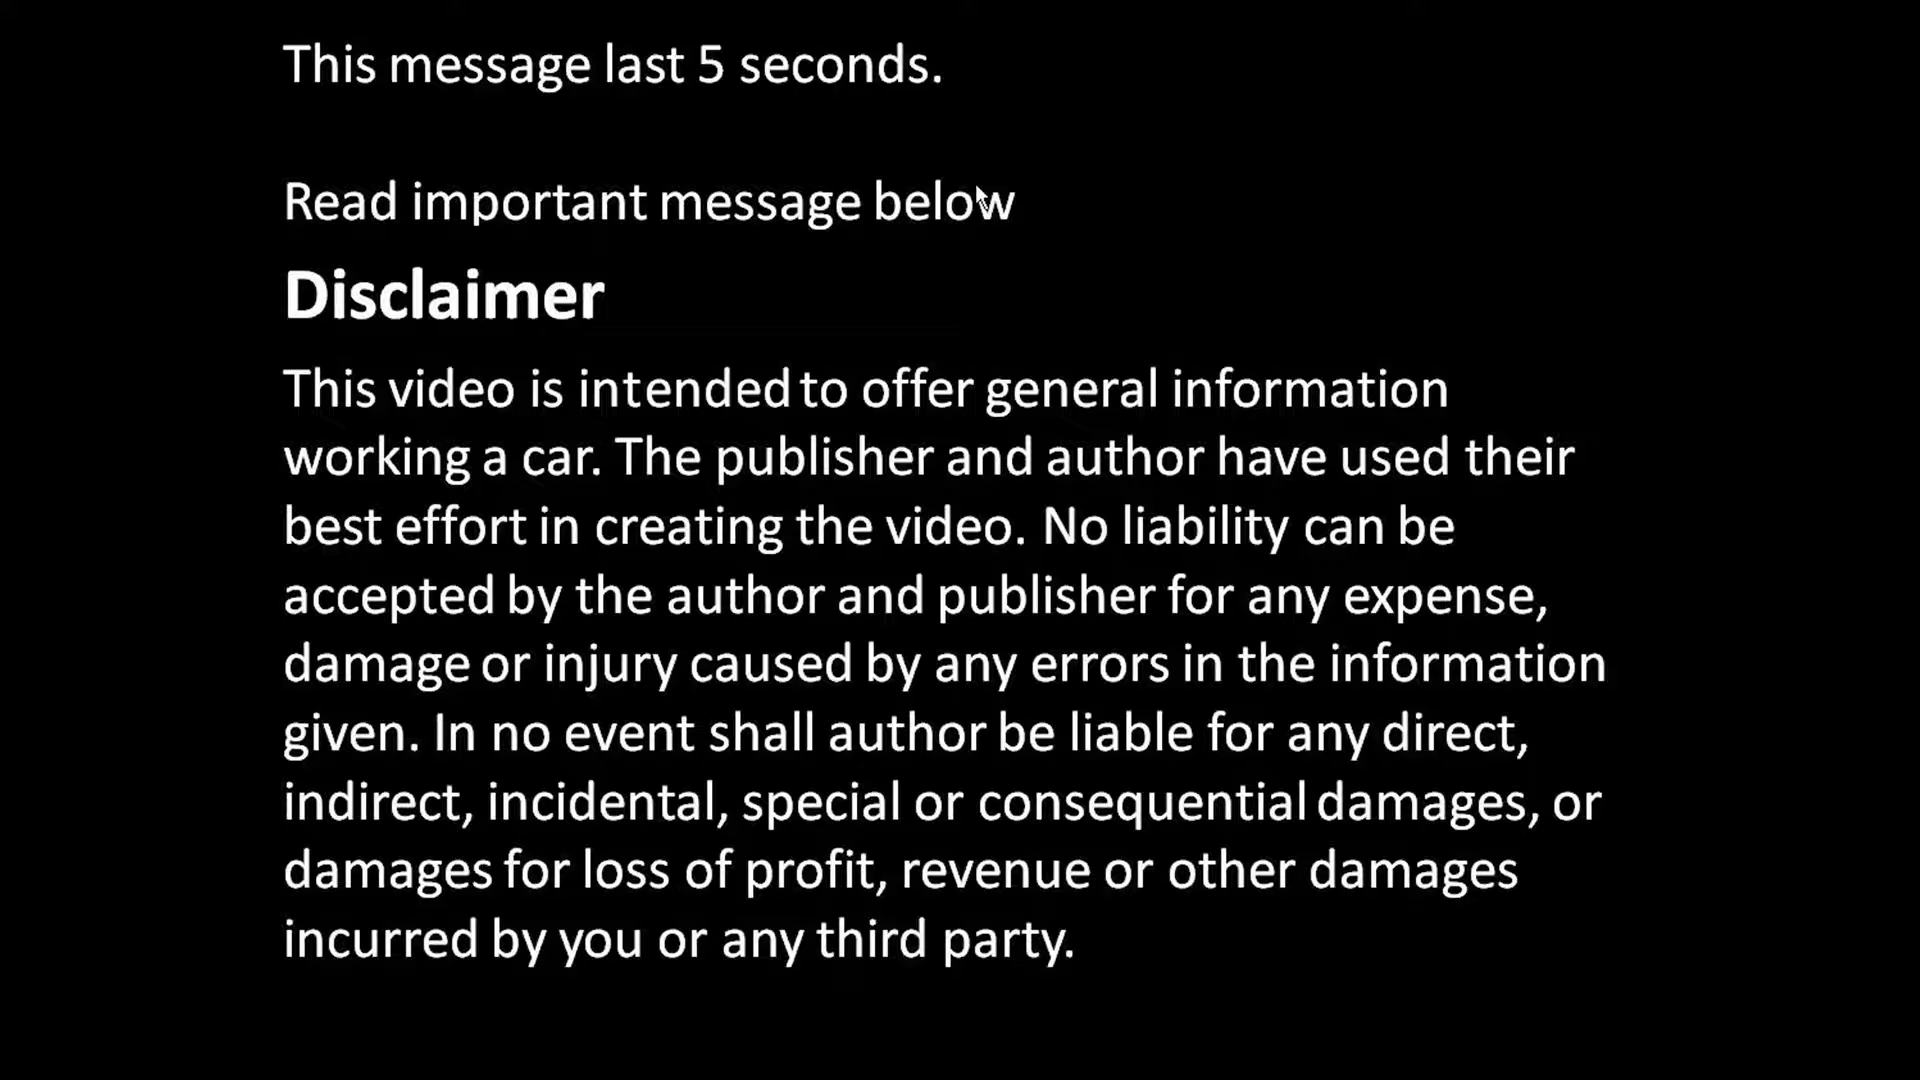 This message last 5 seconds.
Read important message below
Disclaimer
This video is intended to offer general information
working a car. The publisher and author have used their
best effort in creating the video. No liability can be
accepted by the author and publisher for any expense,
damage or injury caused by any errors in the information
given. In no event shall author be liable for any direct,
indirect, incidental, special or consequential damages, or
damages for loss of profit, revenue or other damages
incurred by you or any third party.